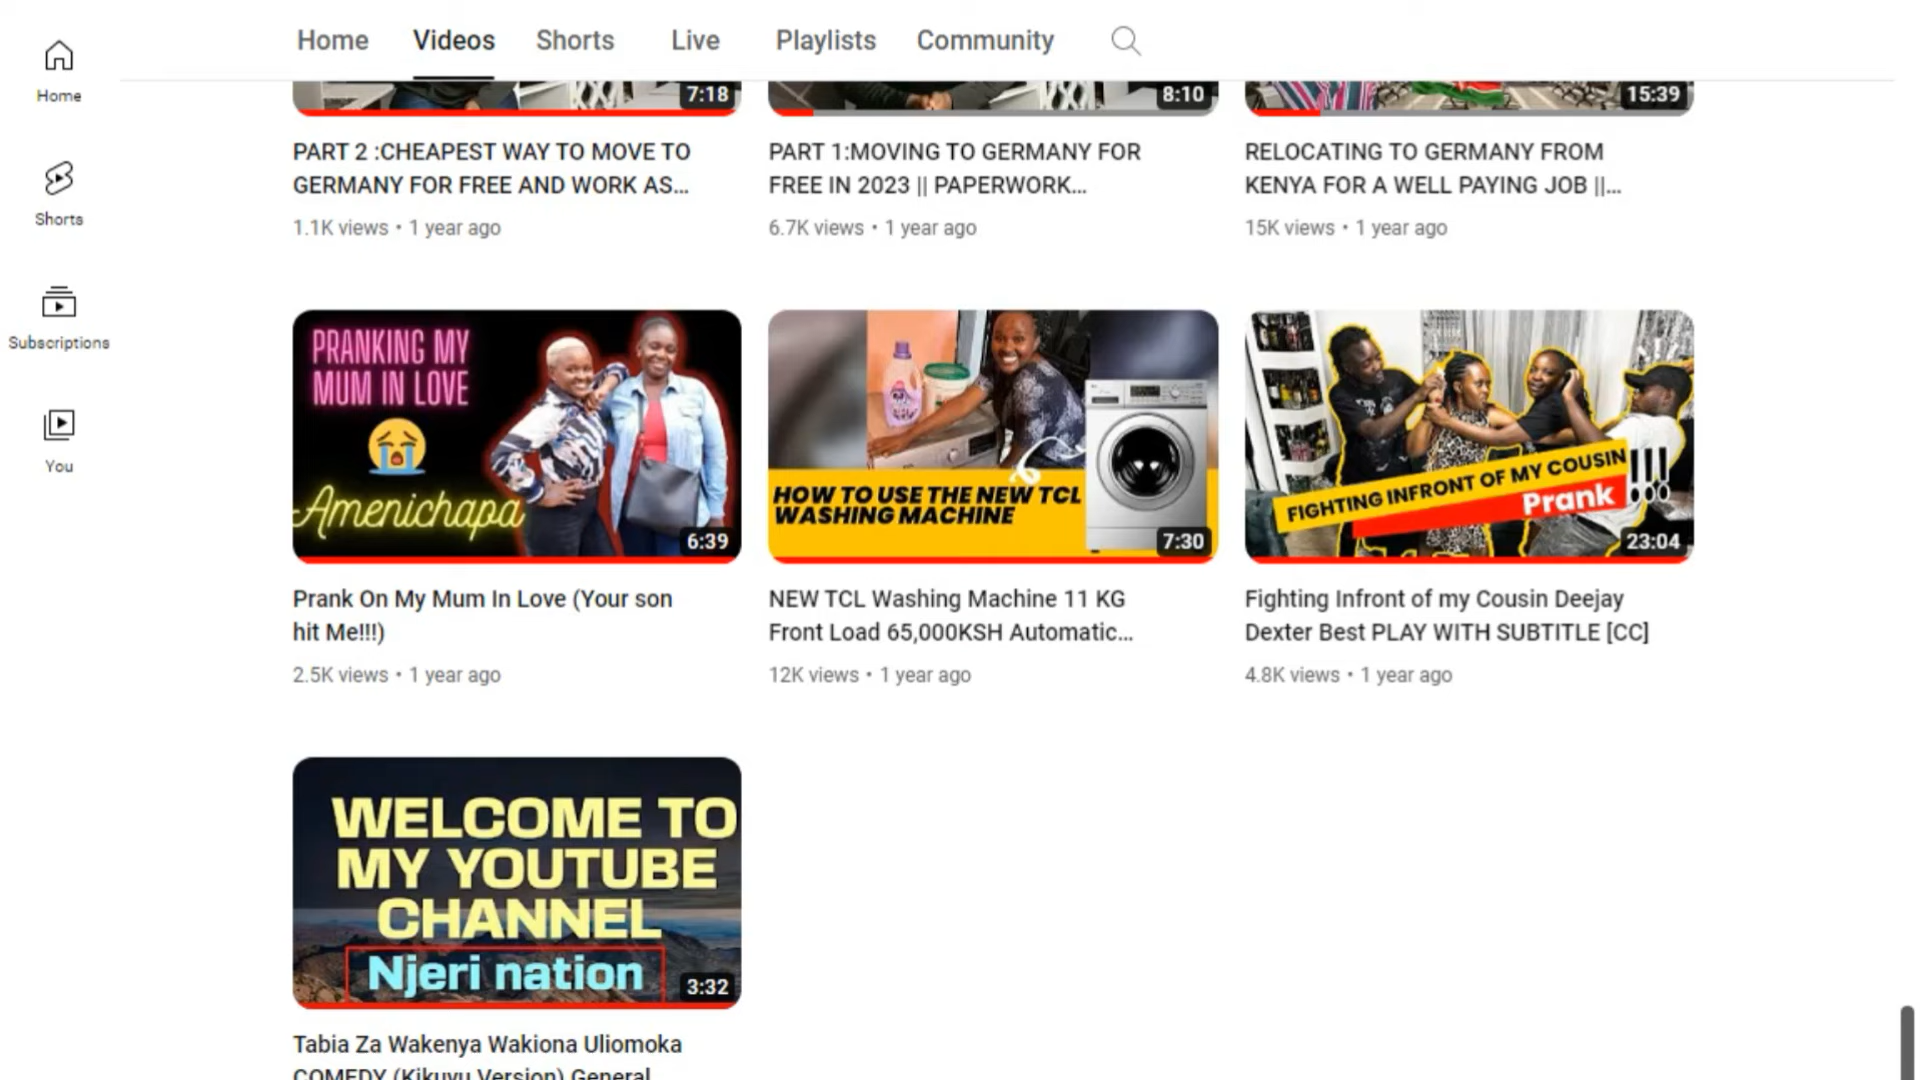 Home Videos Shorts Live Playlists Community
Home
Shorts
Subscriptions
You
7:18
8:10
15:39
PART 2 :CHEAPEST WAY TO MOVE TO
GERMANY FOR FREE AND WORK AS...
1.1K views • 1 year ago
PART 1:MOVING TO GERMANY FOR
FREE IN 2023 || PAPERWORK...
6.7K views • 1 year ago
RELOCATING TO GERMANY FROM
KENYA FOR A WELL PAYING JOB ||...
15K views • 1 year ago
PRANKING MY
MUM IN LOVE
Amenichapa
6:39
Prank On My Mum In Love (Your son
hit Me!!!)
2.5K views • 1 year ago
HOW TO USE THE NEW TCL
WASHING MACHINE
7:30
NEW TCL Washing Machine 11 KG
Front Load 65,000KSH Automatic...
12K views • 1 year ago
FIGHTING INFRONT OF MY COUSIN
Prank !!!
23:04
Fighting Infront of my Cousin Deejay
Dexter Best PLAY WITH SUBTITLE [CC]
4.8K views • 1 year ago
WELCOME TO
MY YOUTUBE
CHANNEL
Njeri nation
3:32
Tabia Za Wakenya Wakiona Uliomoka
COMEDY (Kikuyu Version) General